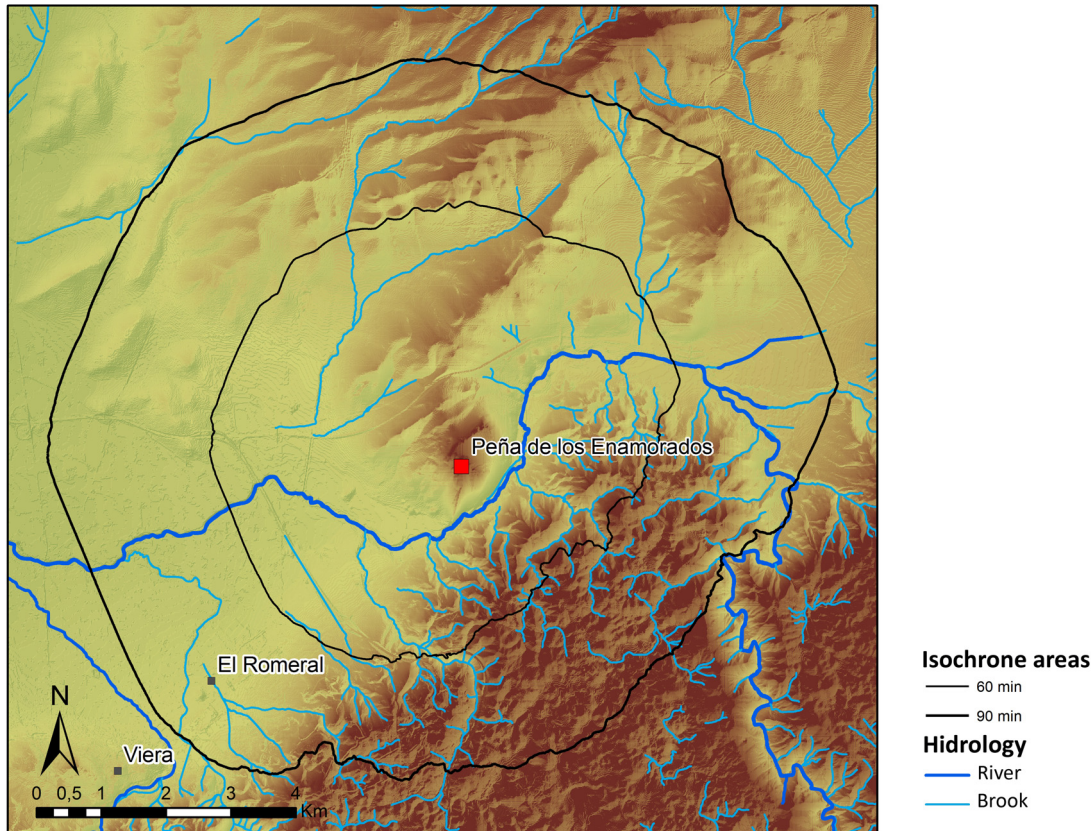 Peña de los Enamorados
El Romeral
N
Viera
0 0,5 1 2 3 4
Km
Isochrone areas
60 min
90 min
Hidrology
River
Brook